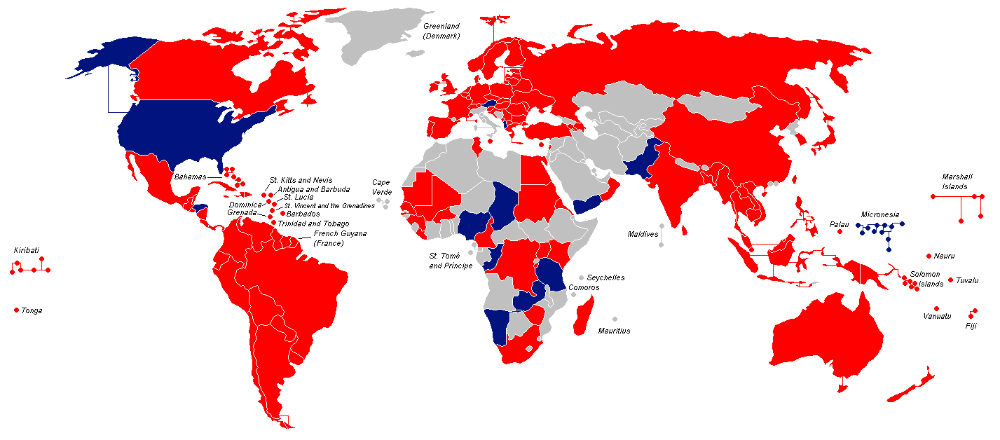 Greenland
(Denmark)
Bahamas
St. Kitts and Nevis
Antigua and Barbuda
St. Lucia
Dominica
St. Vincent and the Grenadines
Grenada
Barbados
Trinidad and Tobago
French Guyana
(France)
Cape
Verde
Marshall
Islands
Micronesia
Palau
Maldives
Kiribati
St. Tomé
and Príncipe
Nauru
Seychelles
Solomon
Islands
Tuvalu
Comoros
Tonga
Vanuatu
Fiji
Mauritius